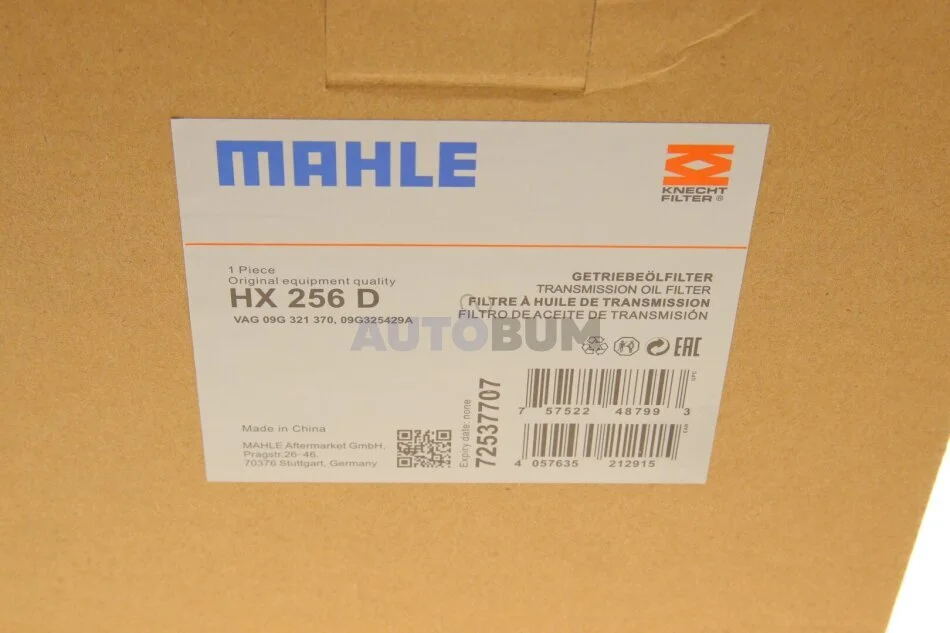 MAHLE
KNECHT
FILTER ®
1 Piece
Original equipment quality
HX 256 D
VAG 09G 321 370, 09G325429A
GETRIEBEÖLFILTER
TRANSMISSION OIL FILTER
FILTRE À HUILE DE TRANSMISSION
FILTRO DE ACEITE DE TRANSMISIÓN
AUTOBUM
EAC
Made in China
MAHLE Aftermarket GmbH.
Pragstr.26-46.
70376 Stuttgart, Germany
Expiry date: none
72537707
UPC
7 57522 48799 3
EAN
4 057635 212915